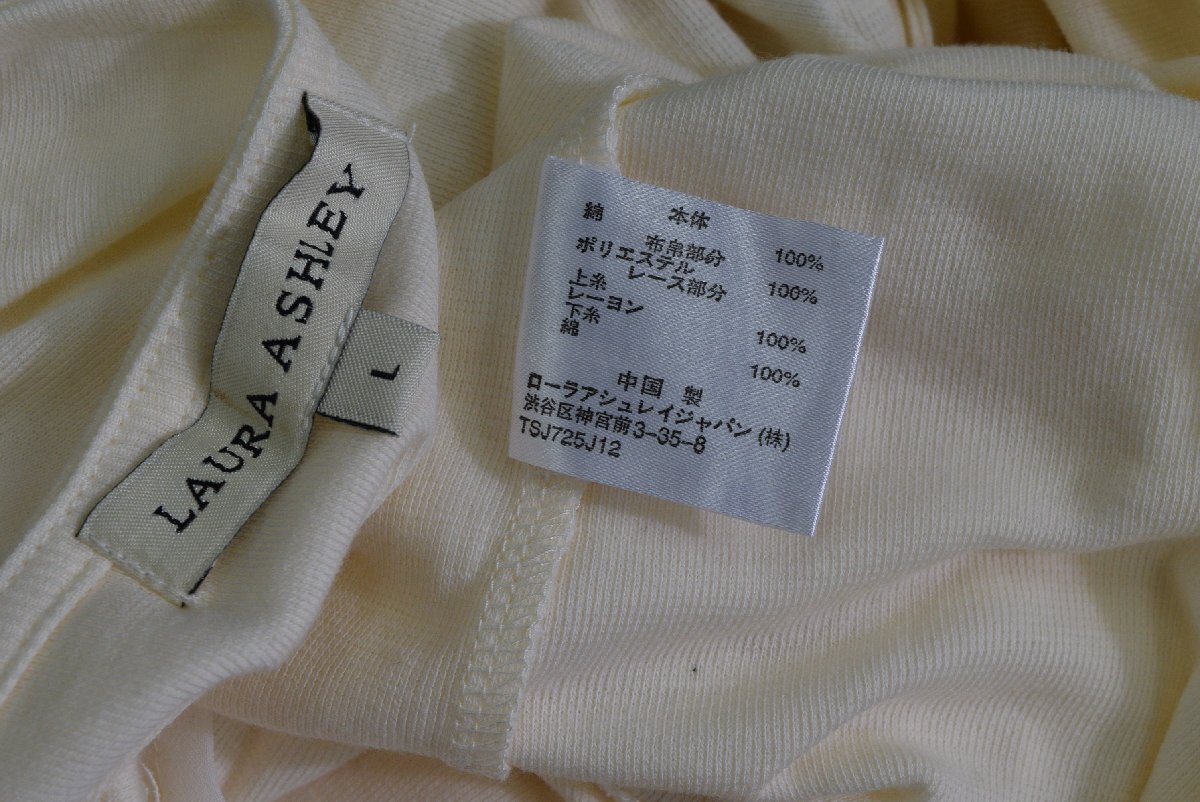 LAURA ASHLEY
L
本体
綿 100%
布帛部分
ポリエステル 100%
レース部分
上糸
レーヨン 100%
下糸
綿 100%
中国 製
ローラアシュレイジャパン(株)
渋谷区神宮前3-35-8
TSJ725J12